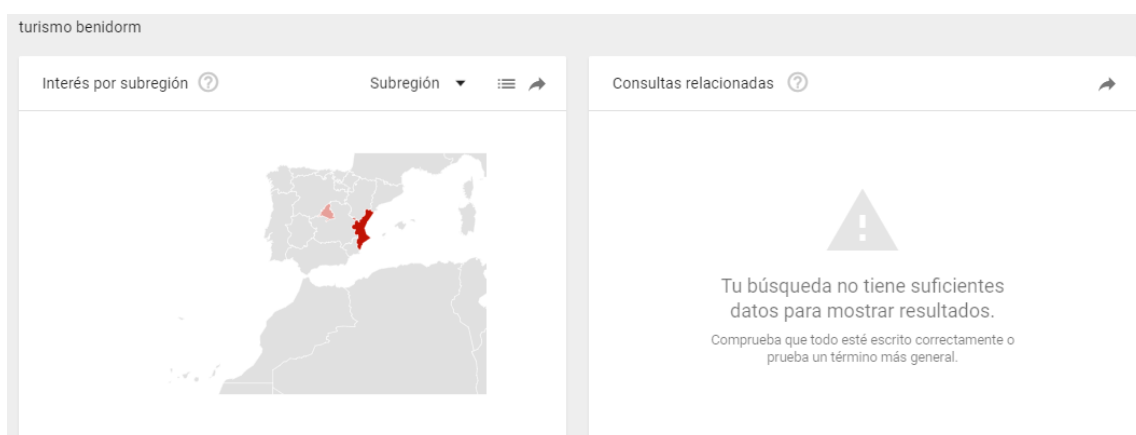 turismo benidorm
Interés por subregión
Subregión
Consultas relacionadas
Tu búsqueda no tiene suficientes
datos para mostrar resultados.
Comprueba que todo esté escrito correctamente o
prueba un término más general.